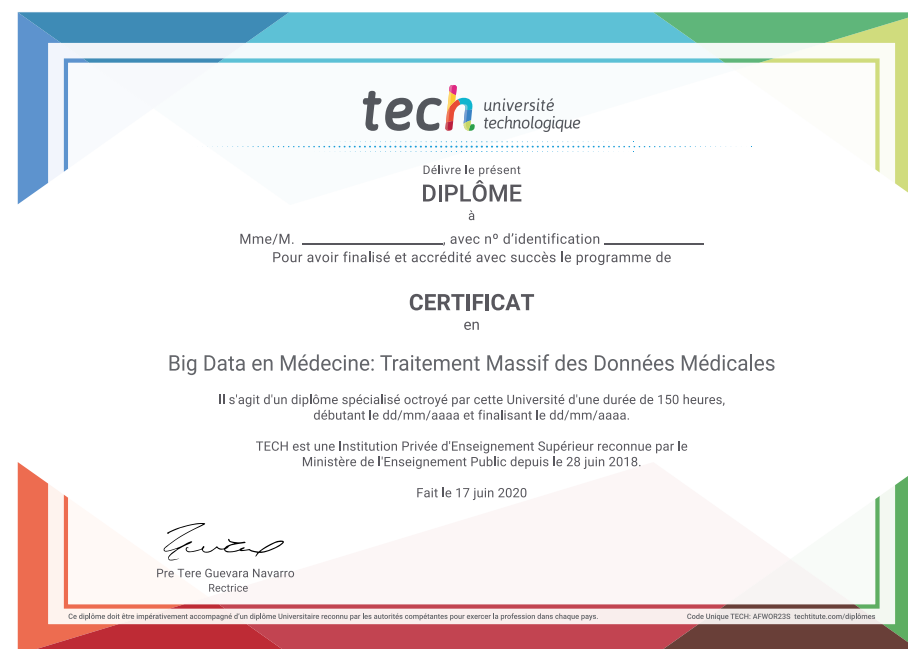 tech université
technologique
Délivre le présent
DIPLÔME
à
Mme/M. ____________________, avec nº d'identification ______________
Pour avoir finalisé et accrédité avec succès le programme de
CERTIFICAT
en
Big Data en Médecine: Traitement Massif des Données Médicales
Il s'agit d'un diplôme spécialisé octroyé par cette Université d'une durée de 150 heures,
débutant le dd/mm/aaaa et finalisant le dd/mm/aaaa.
TECH est une Institution Privée d'Enseignement Supérieur reconnue par le
Ministère de l'Enseignement Public depuis le 28 juin 2018.
Fait le 17 juin 2020
Pre Tere Guevara Navarro
Rectrice
Ce diplôme doit être impérativement accompagné d'un diplôme Universitaire reconnu par les autorités compétantes pour exercer la profession dans chaque pays.
Code Unique TECH: AFWOR23S techtitute.com/diplômes